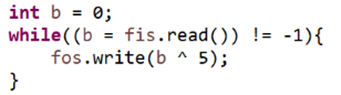 int b = 0;
while((b = fis.read()) != -1){
    fos.write(b ^ 5);
}